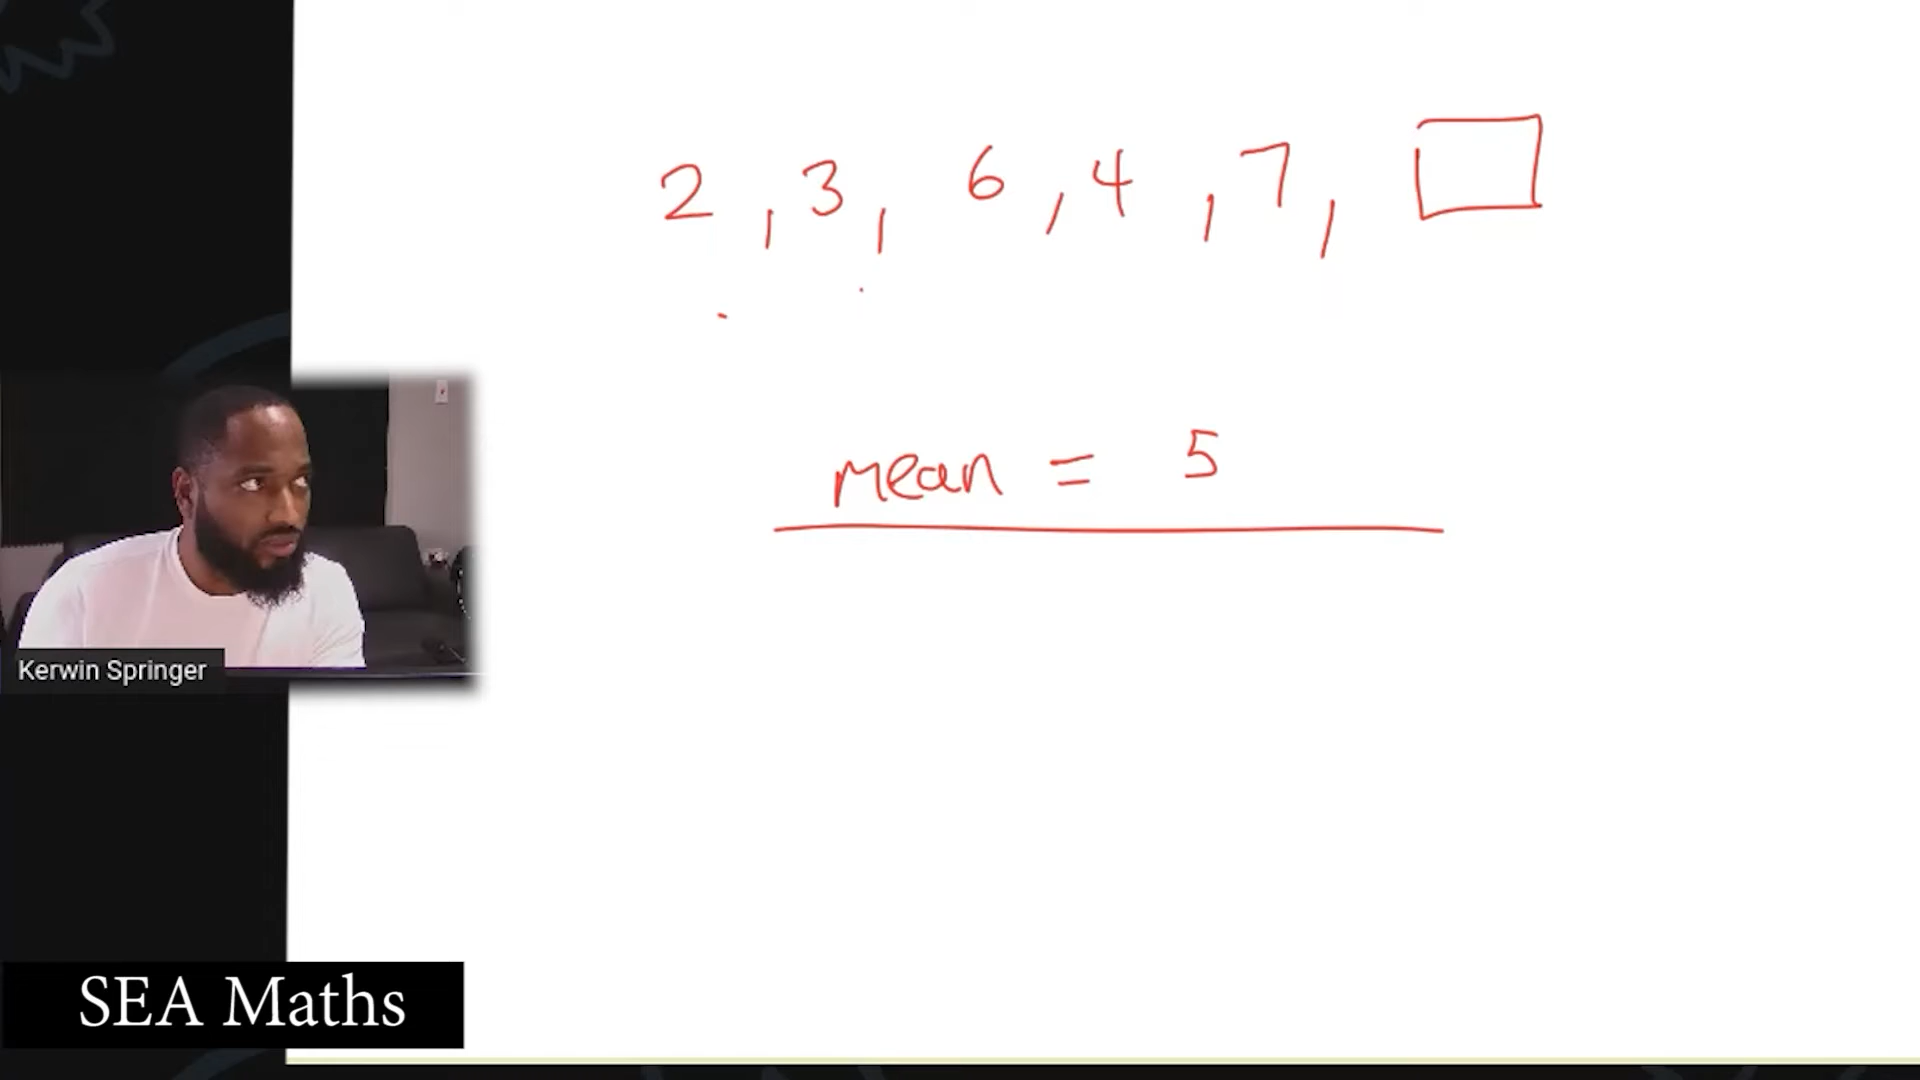 2, 3, 6, 4, 7,
mean = 5
Kerwin Springer
SEA Maths